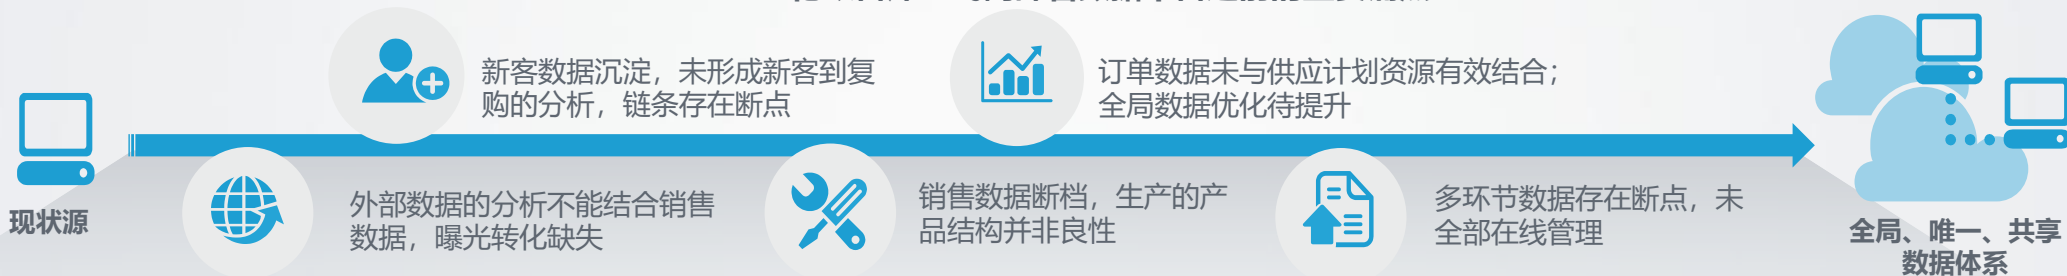 新客数据沉淀，未形成新客到复
购的分析，链条存在断点
订单数据未与供应计划资源有效结合；
全局数据优化待提升
现状源
外部数据的分析不能结合销售
数据，曝光转化缺失
销售数据断档，生产的产
品结构并非良性
多环节数据存在断点，未
全部在线管理
全局、唯一、共享
数据体系